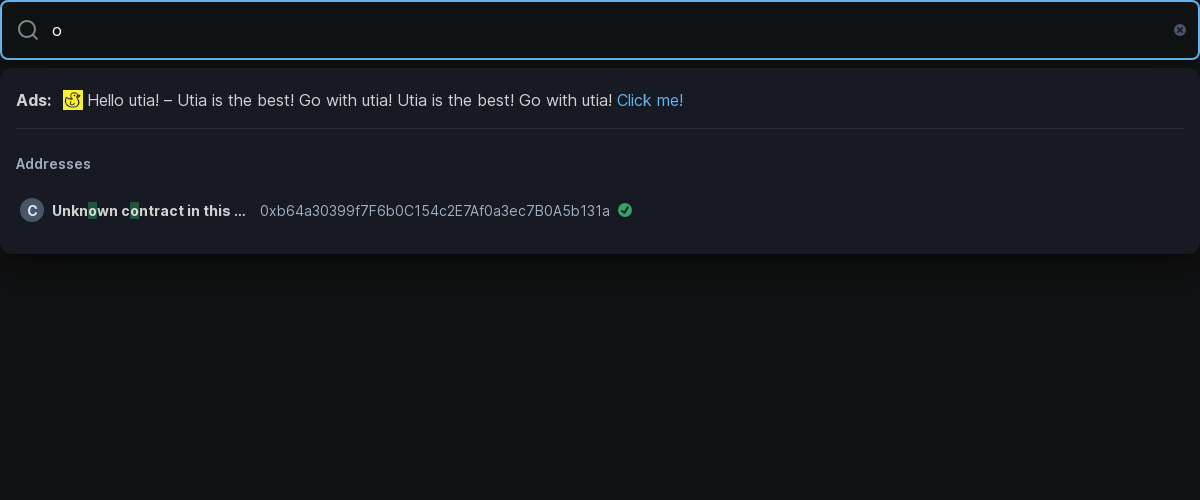 o
Ads: Hello utia! – Utia is the best! Go with utia! Utia is the best! Go with utia! Click me!
Addresses
C Unknown contract in this ... 0xb64a30399f7F6b0C154c2E7Af0a3ec7B0A5b131a